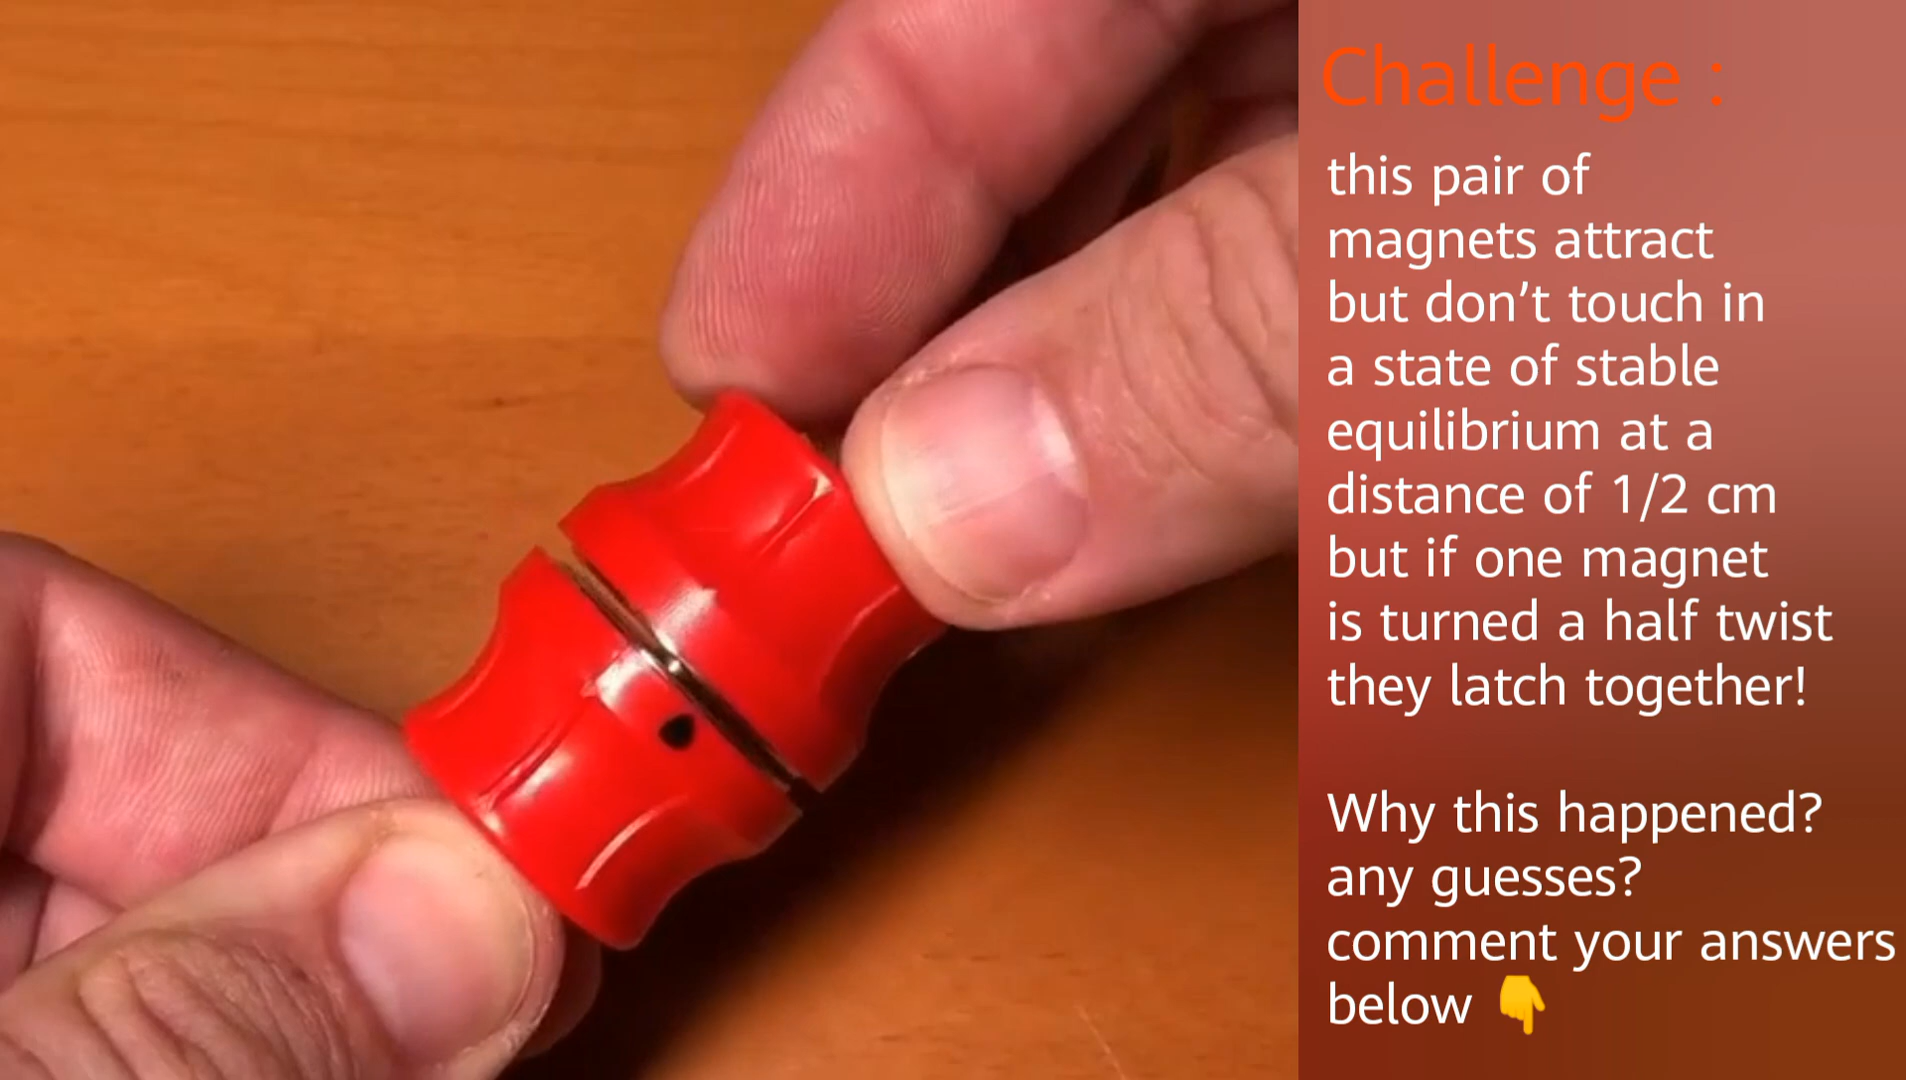 Challenge :
this pair of
magnets attract
but don’t touch in
a state of stable
equilibrium at a
distance of 1/2 cm
but if one magnet
is turned a half twist
they latch together!
Why this happened?
any guesses?
comment your answers
below 👇